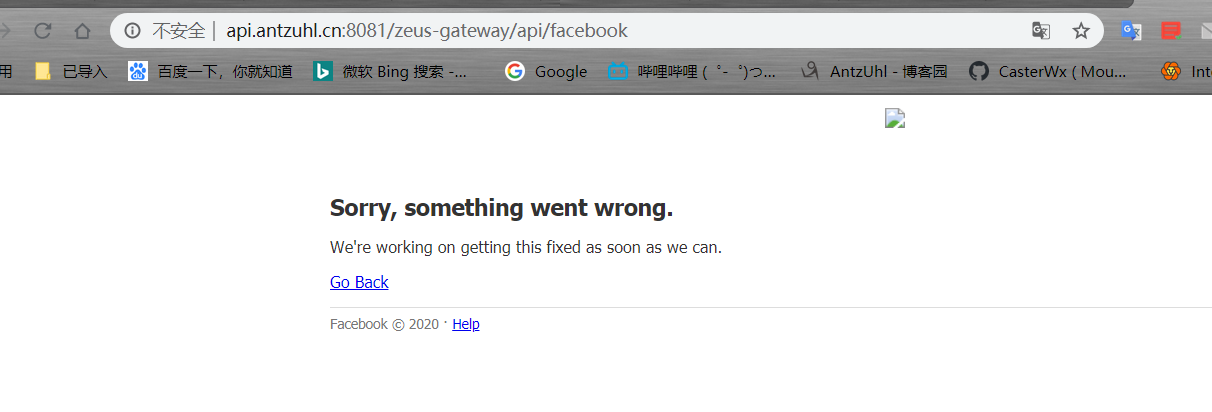 不安全 | api.antzuhl.cn:8081/zeus-gateway/api/facebook
用 已导入 百度一下，你就知道 微软 Bing 搜索 -... Google 哔哩哔哩 ( ゜- ゜)つ... AntzUhl - 博客园 CasterWx ( Mou... Inte
Sorry, something went wrong.
We're working on getting this fixed as soon as we can.
Go Back
Facebook © 2020 · Help